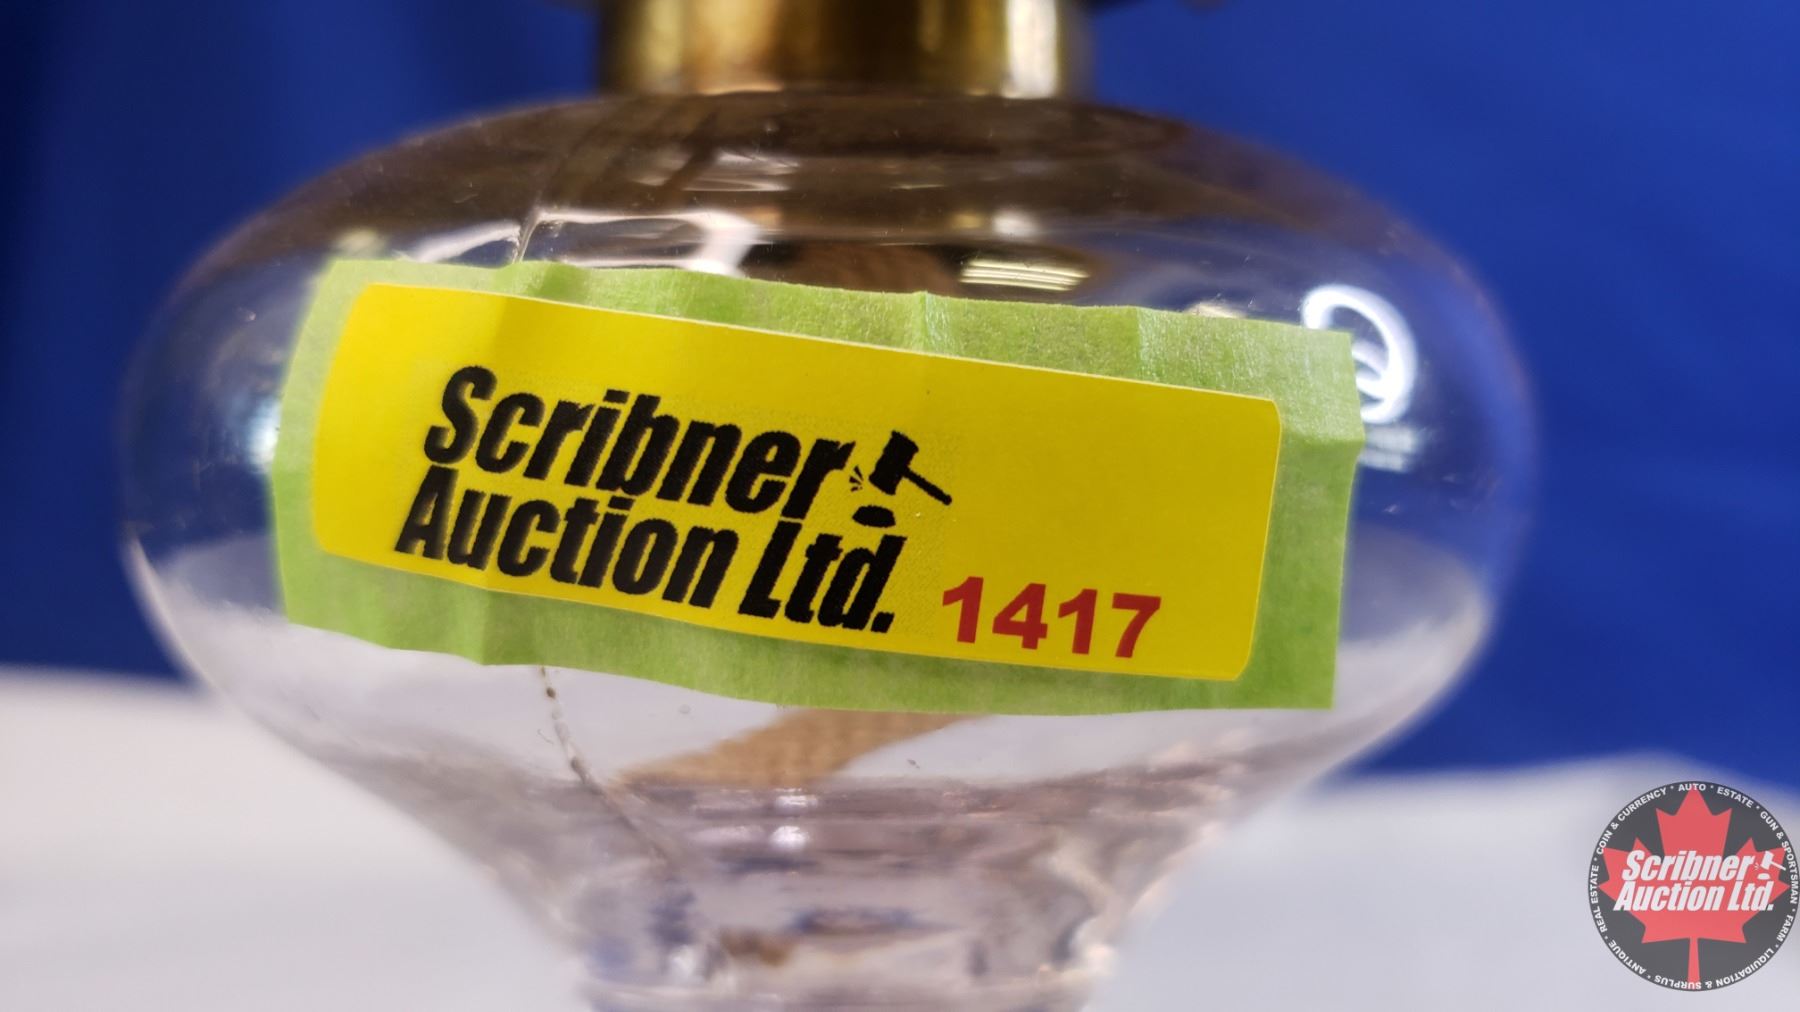 Scribner
Auction Ltd.
1417
COIN & CURRENCY * AUTO * ESTATE * GUN & SPORTSMAN * FARM * LIQUIDATION & SURPLUS * ANTIQUE * REAL ESTATE *
Scribner
Auction Ltd.